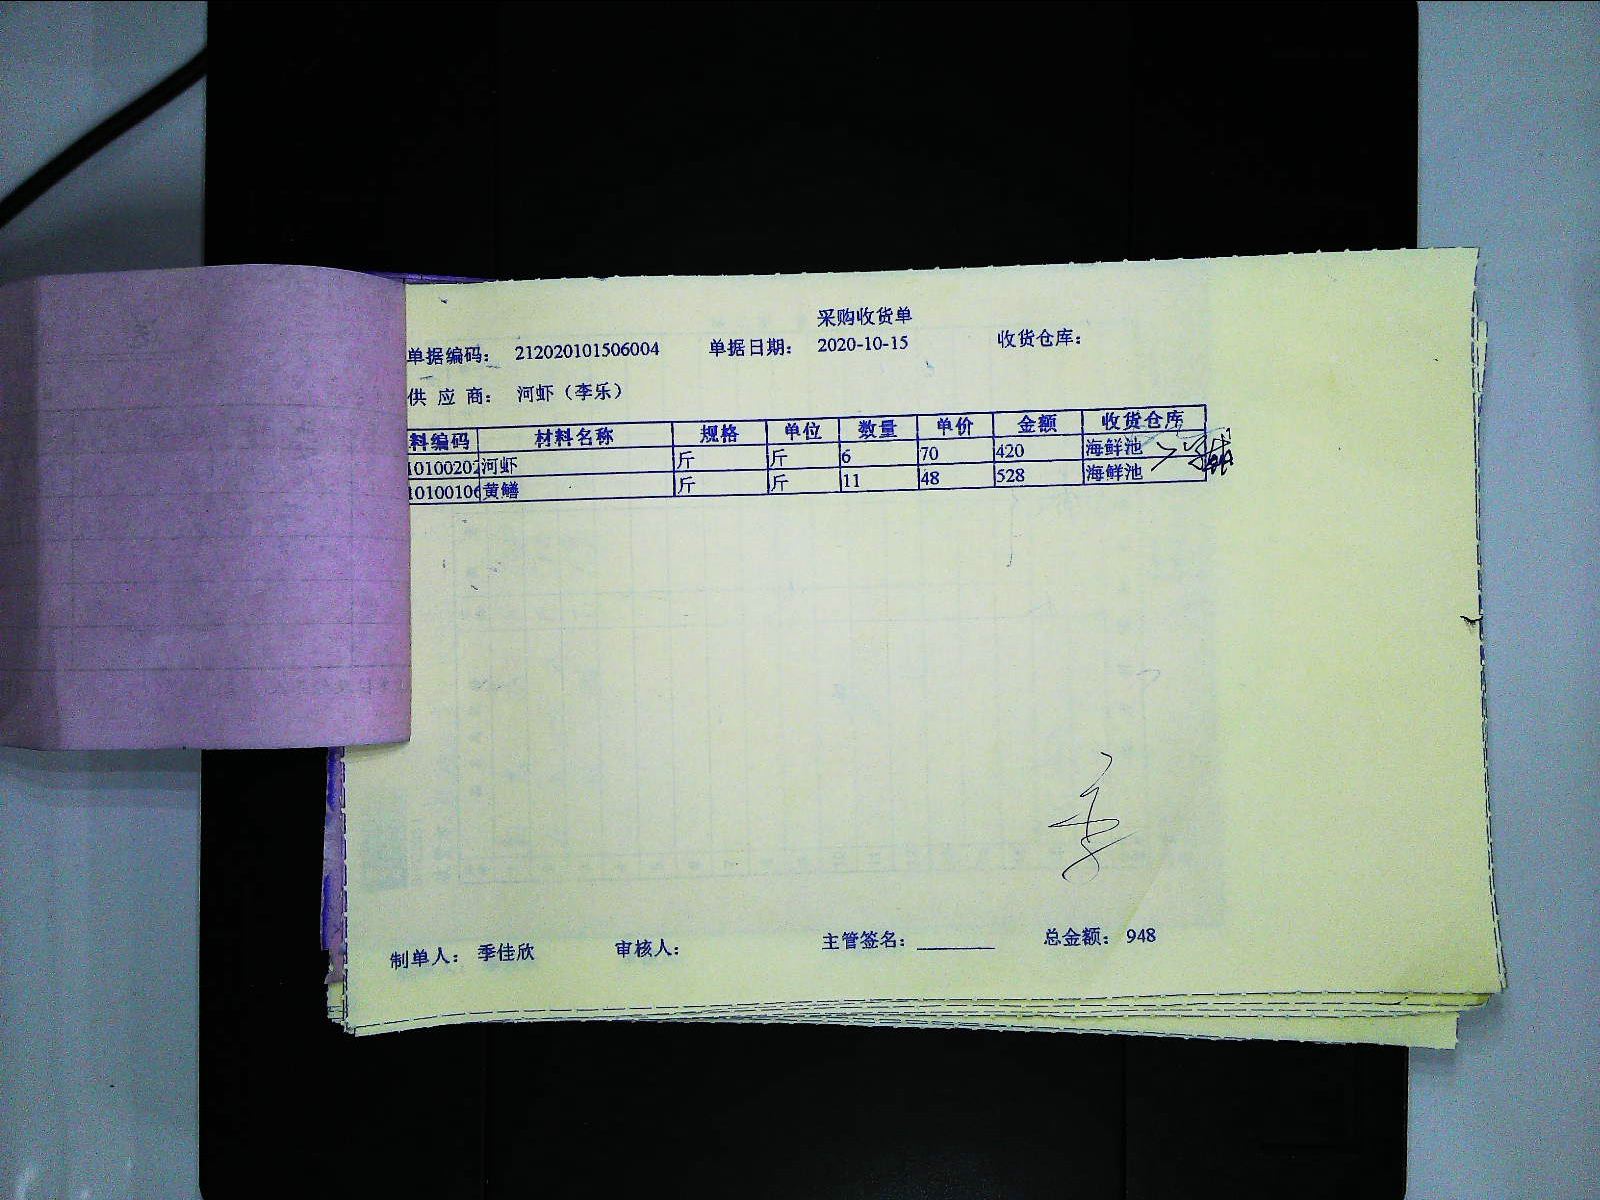 采购收货单
单据编码： 212020101506004 单据日期： 2020-10-15 收货仓库：
供 应 商： 河虾（李乐）
料编码 材料名称 规格 单位 数量 单价 金额 收货仓库
1010020 河虾 斤 斤 6 70 420 海鲜池
1010010 黄鳝 斤 斤 11 48 528 海鲜池
制单人： 季佳欣 审核人： 主管签名： 总金额： 948